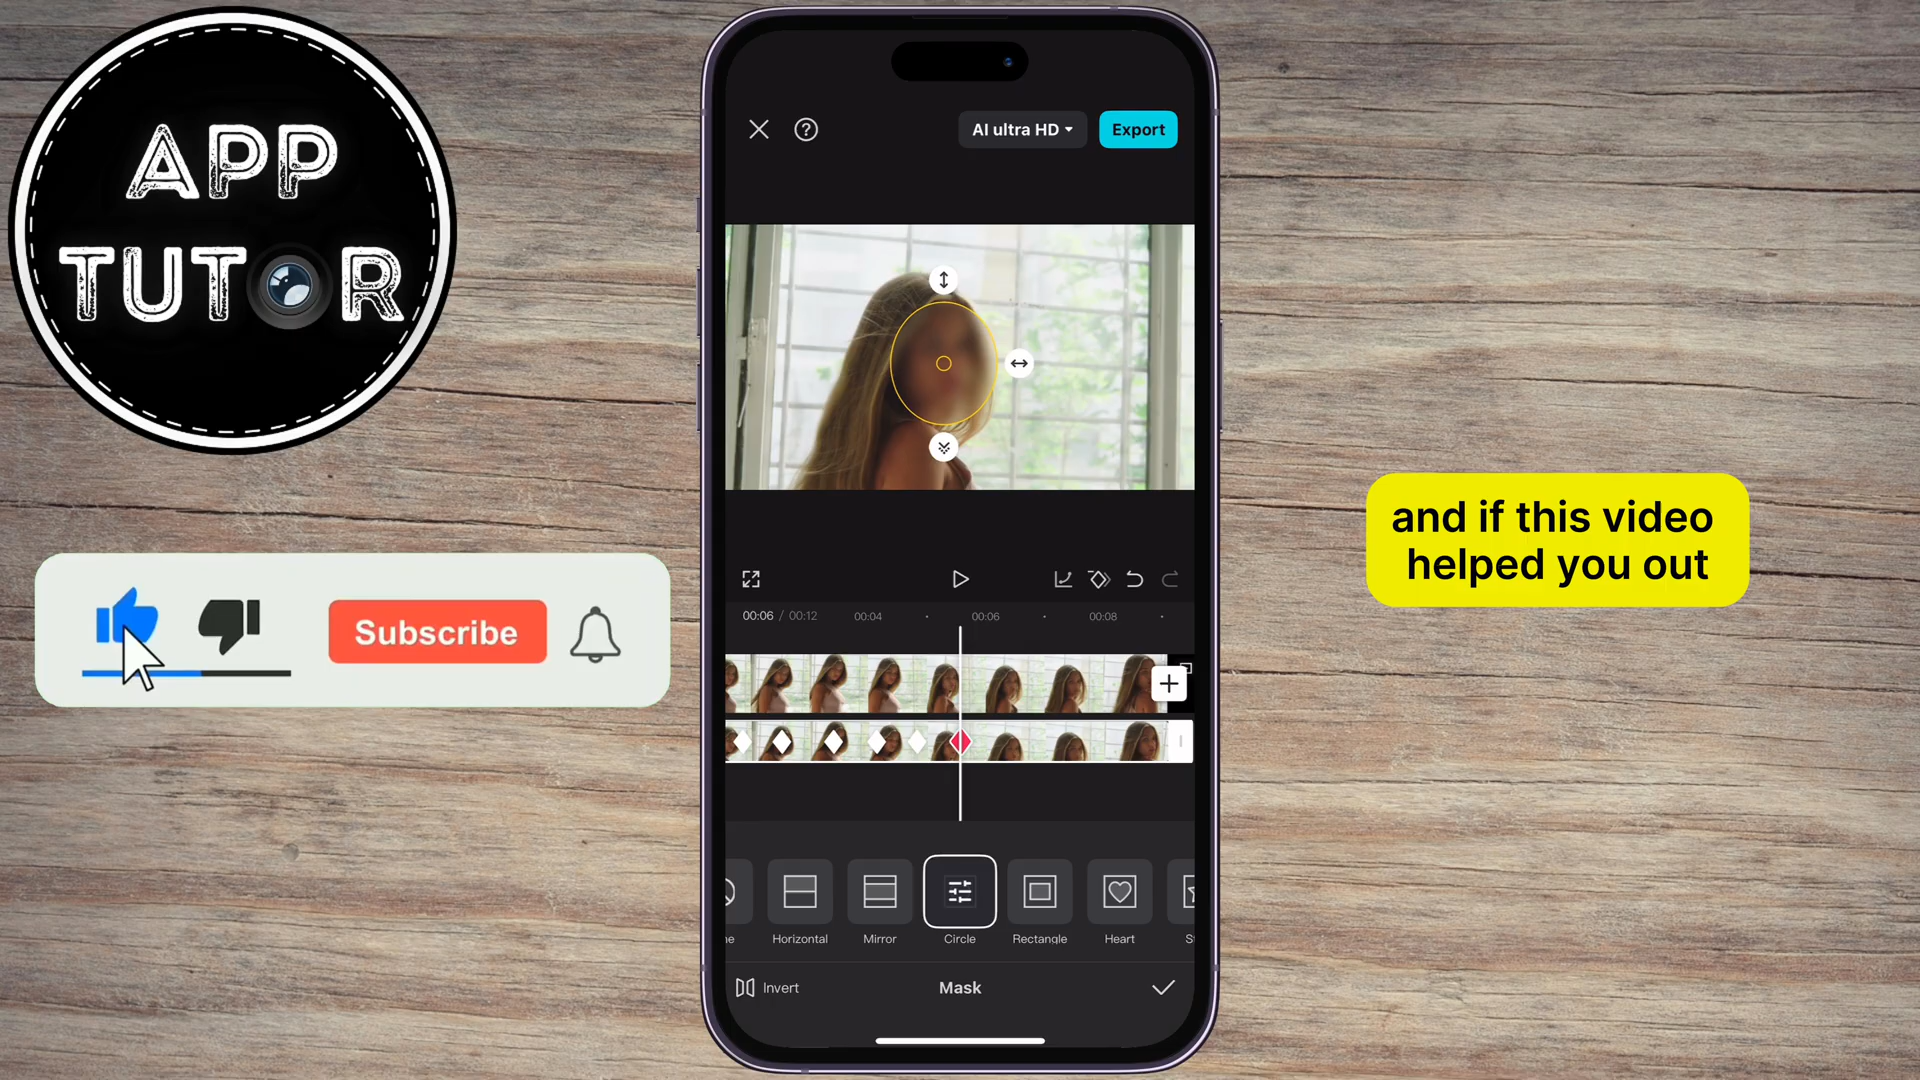 APP
TUTOR
AI ultra HD
Export
and if this video
helped you out
Subscribe
00:06 / 00:12
00:04
00:06
00:08
Horizontal
Mirror
Circle
Rectangle
Heart
Invert
Mask